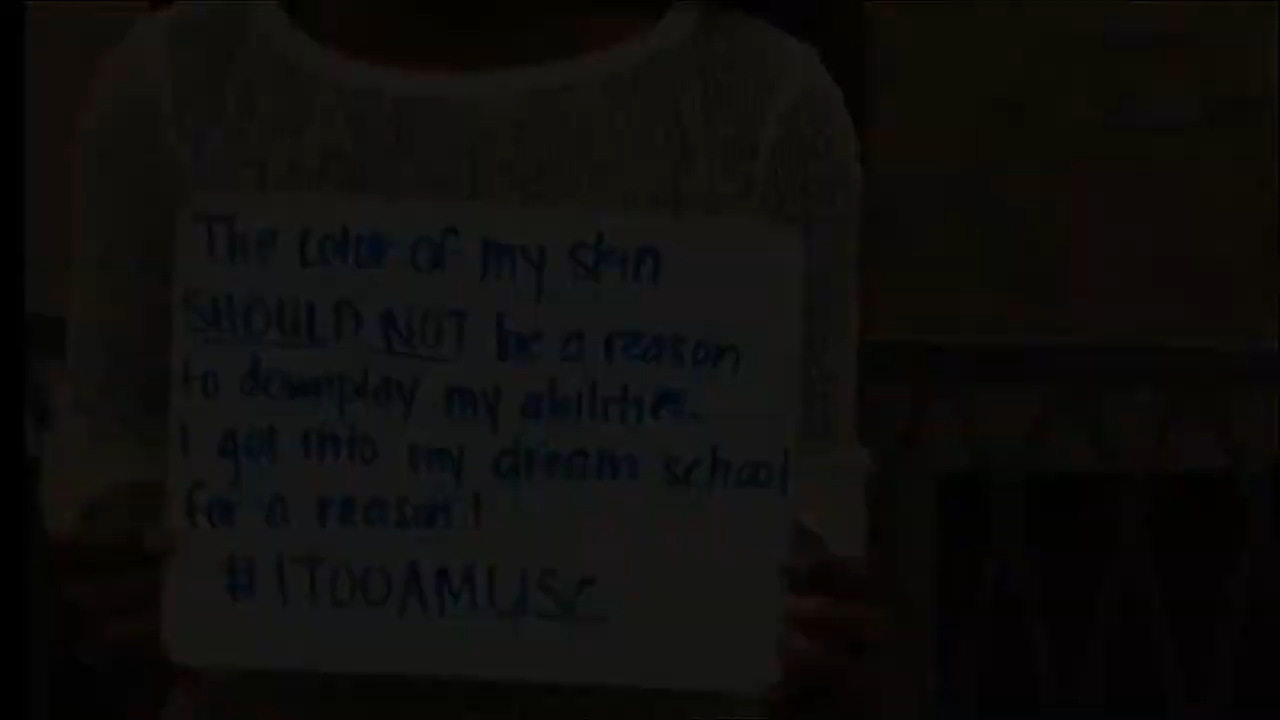 The color of my skin
SHOULD NOT be a reason
to downplay my abilities.
I got into my dream school
for a reason!
#ITOOAMUSC